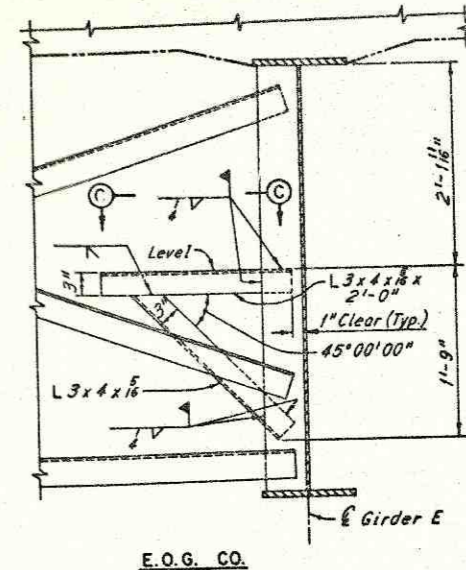 2'-1 11/16"
C
C
4
Level
3"
L 3 x 4 x 5/16 x
2'-0"
3"
1" Clear (Typ.)
45°00'00"
1'-9"
L 3 x 4 x 5/16
4
℄ Girder E
E.O.G. CO.